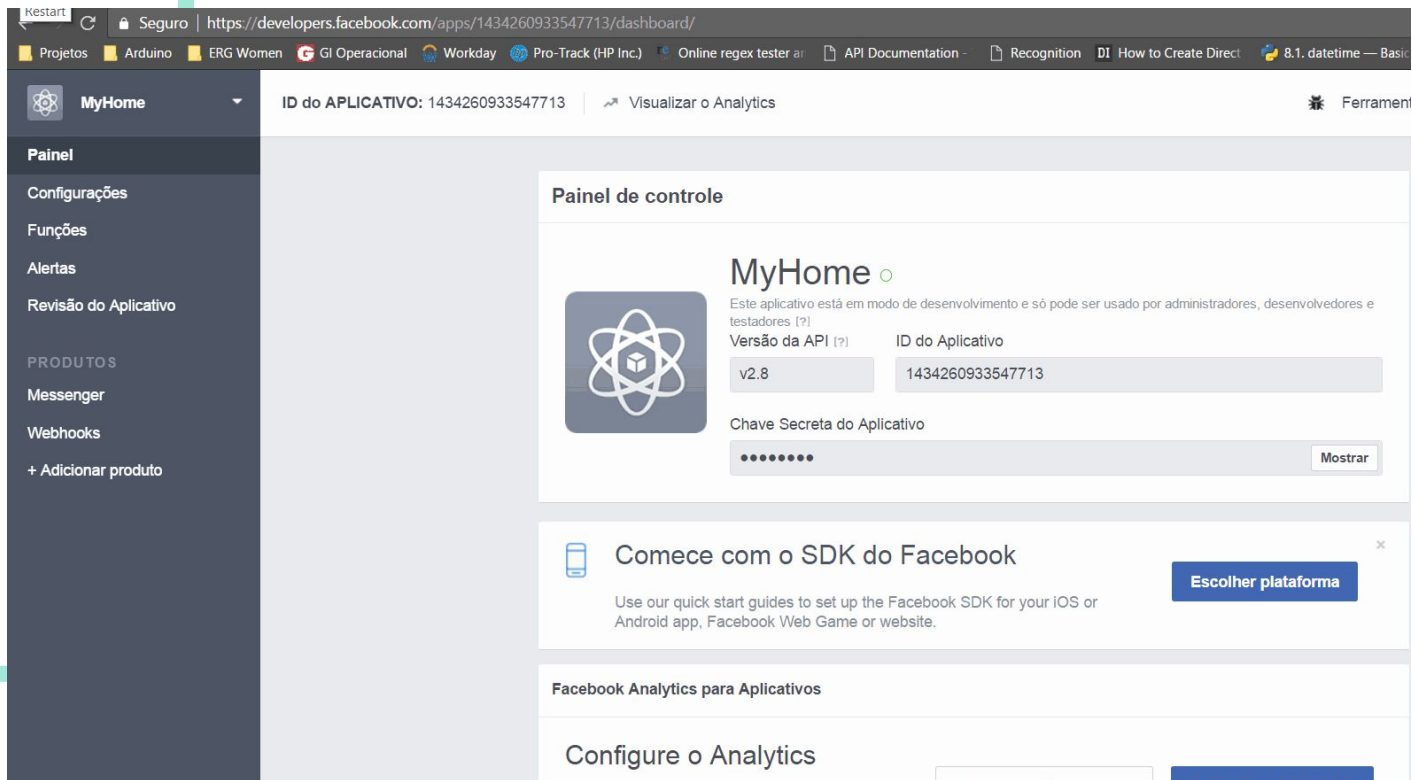 Restart
Seguro | https://developers.facebook.com/apps/1434260933547713/dashboard/
Projetos Arduino ERG Women GI Operacional Workday Pro-Track (HP Inc.) Online regex tester an API Documentation - Recognition DI How to Create Direct 8.1. datetime — Basic
MyHome
ID do APLICATIVO: 1434260933547713 Visualizar o Analytics
Ferrament
Painel
Configurações
Funções
Alertas
Revisão do Aplicativo
PRODUTOS
Messenger
Webhooks
+ Adicionar produto
Painel de controle
MyHome
Este aplicativo está em modo de desenvolvimento e só pode ser usado por administradores, desenvolvedores e
testadores [?]
Versão da API [?] ID do Aplicativo
v2.8 1434260933547713
Chave Secreta do Aplicativo
●●●●●●●● Mostrar
Comece com o SDK do Facebook
Escolher plataforma
Use our quick start guides to set up the Facebook SDK for your iOS or
Android app, Facebook Web Game or website.
Facebook Analytics para Aplicativos
Configure o Analytics